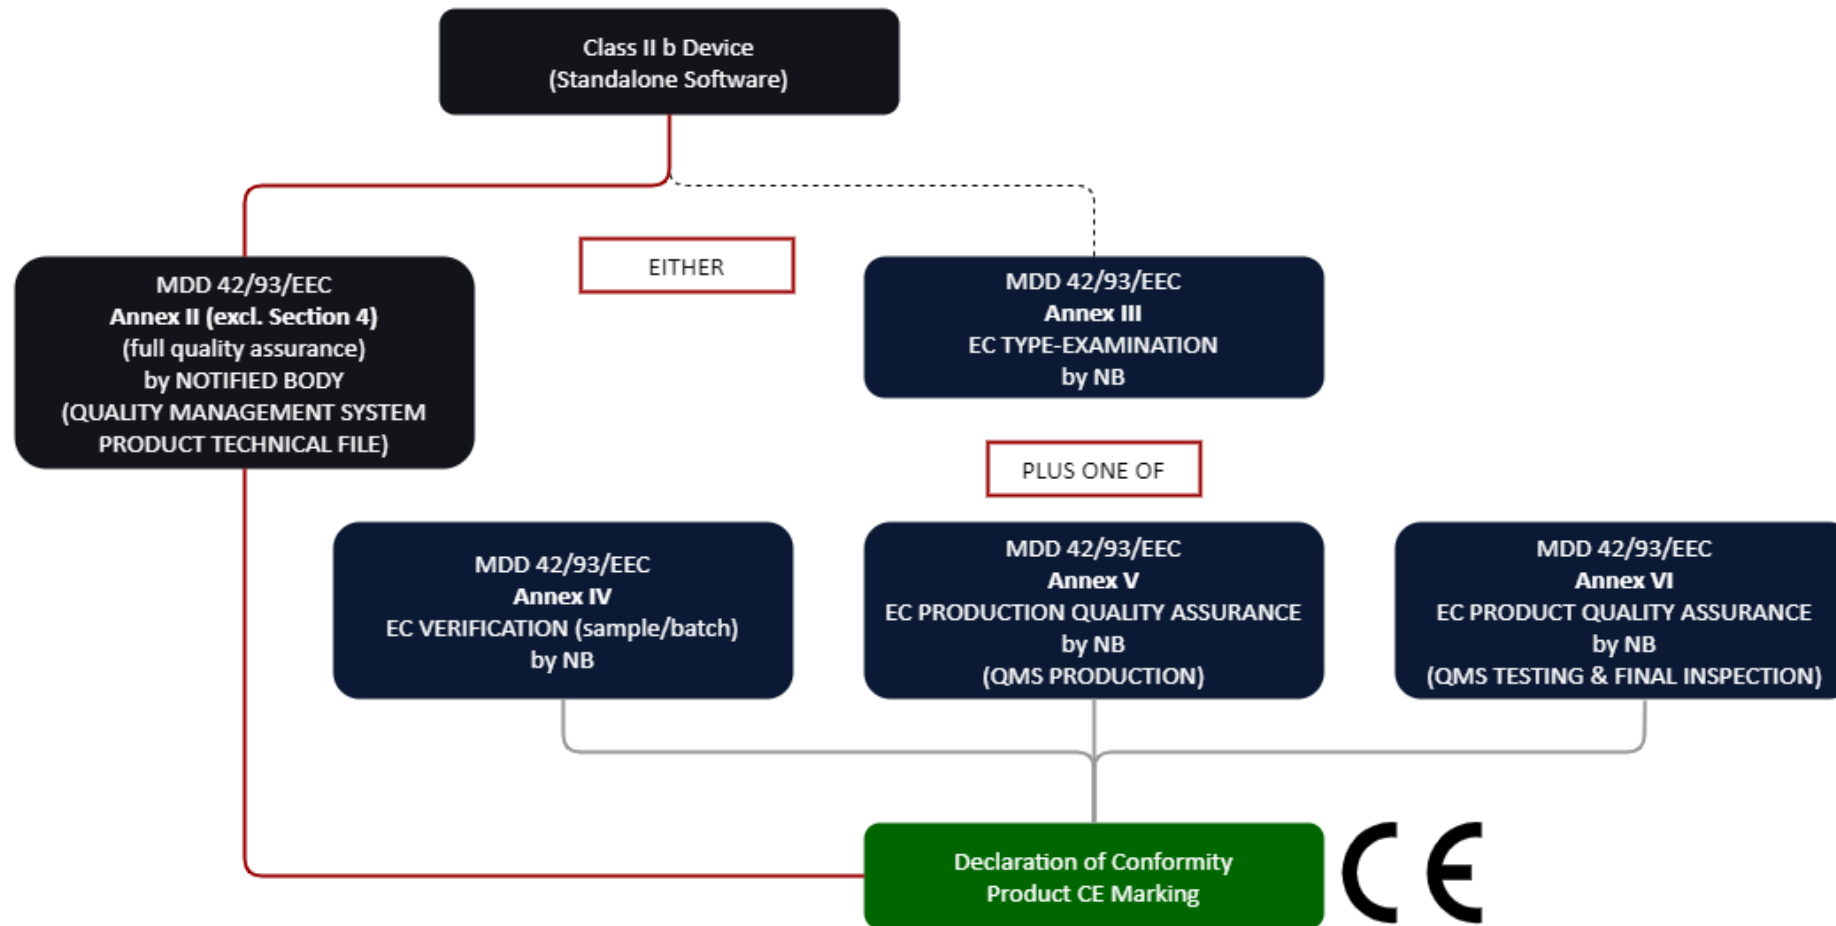 Class II b Device
(Standalone Software)
EITHER
MDD 42/93/EEC
Annex II (excl. Section 4)
(full quality assurance)
by NOTIFIED BODY
(QUALITY MANAGEMENT SYSTEM
PRODUCT TECHNICAL FILE)
MDD 42/93/EEC
Annex III
EC TYPE-EXAMINATION
by NB
PLUS ONE OF
MDD 42/93/EEC
Annex IV
EC VERIFICATION (sample/batch)
by NB
MDD 42/93/EEC
Annex V
EC PRODUCTION QUALITY ASSURANCE
by NB
(QMS PRODUCTION)
MDD 42/93/EEC
Annex VI
EC PRODUCT QUALITY ASSURANCE
by NB
(QMS TESTING & FINAL INSPECTION)
Declaration of Conformity
Product CE Marking
CE